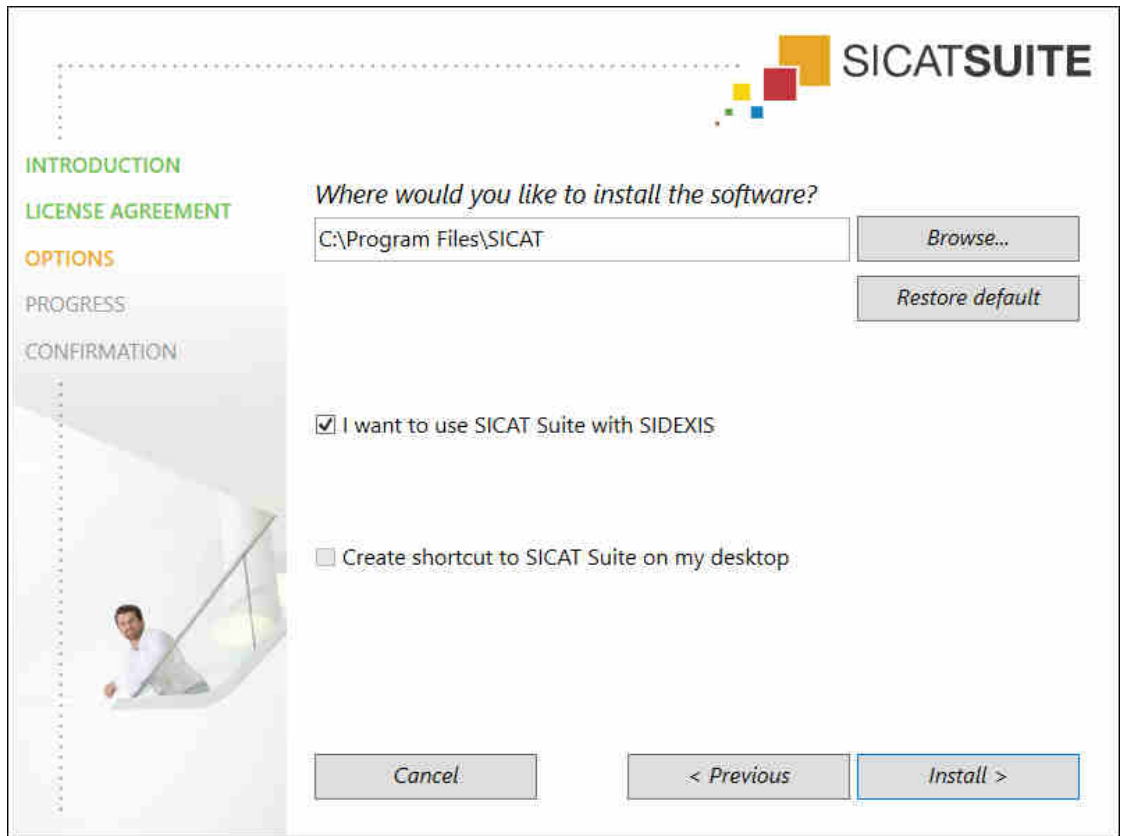 SICATSUITE
INTRODUCTION
LICENSE AGREEMENT
OPTIONS
PROGRESS
CONFIRMATION
Where would you like to install the software?
C:\Program Files\SICAT
Browse...
Restore default
I want to use SICAT Suite with SIDEXIS
Create shortcut to SICAT Suite on my desktop
Cancel
< Previous
Install >